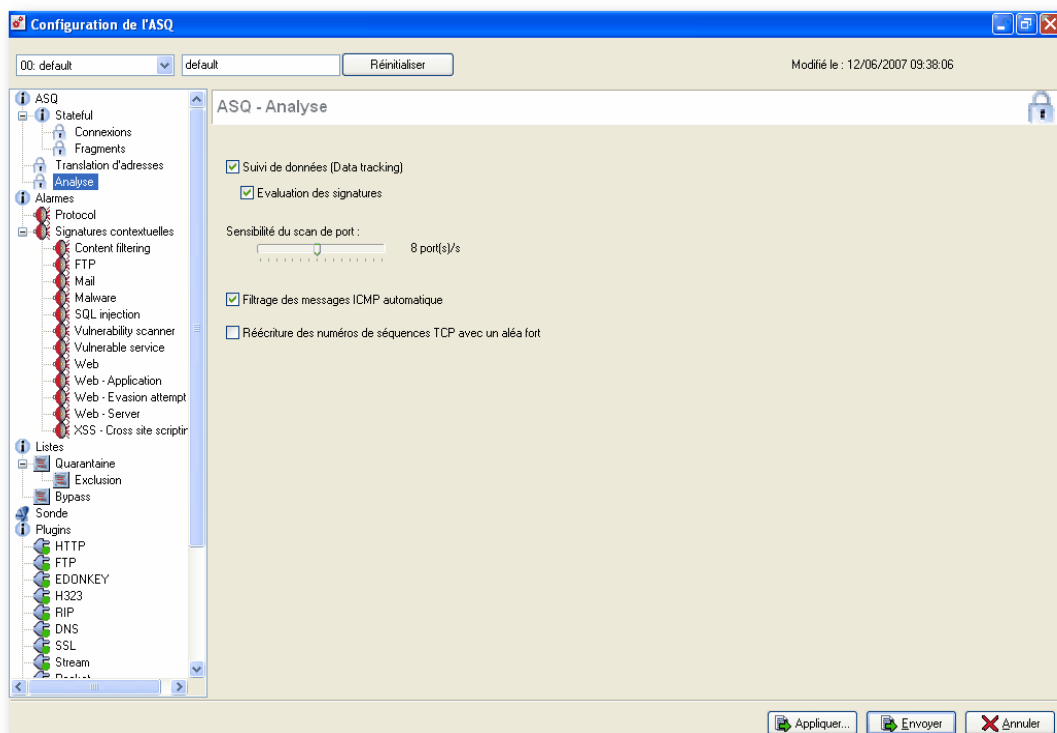 Configuration de l'ASQ
00: default
default
Réinitialiser
Modifié le : 12/06/2007 09:38:06
ASQ
Stateful
Connexions
Fragments
Translation d'adresses
Analyse
Alarmes
Protocol
Signatures contextuelles
Content filtering
FTP
Mail
Malware
SQL injection
Vulnerability scanner
Vulnerable service
Web
Web - Application
Web - Evasion attempt
Web - Server
XSS - Cross site scriptin
Listes
Quarantaine
Exclusion
Bypass
Sonde
Plugins
HTTP
FTP
EDONKEY
H323
RIP
DNS
SSL
Stream
ASQ - Analyse
Suivi de données (Data tracking)
Evaluation des signatures
Sensibilité du scan de port :
8 port(s)/s
Filtrage des messages ICMP automatique
Réécriture des numéros de séquences TCP avec un aléa fort
Appliquer...
Envoyer
Annuler